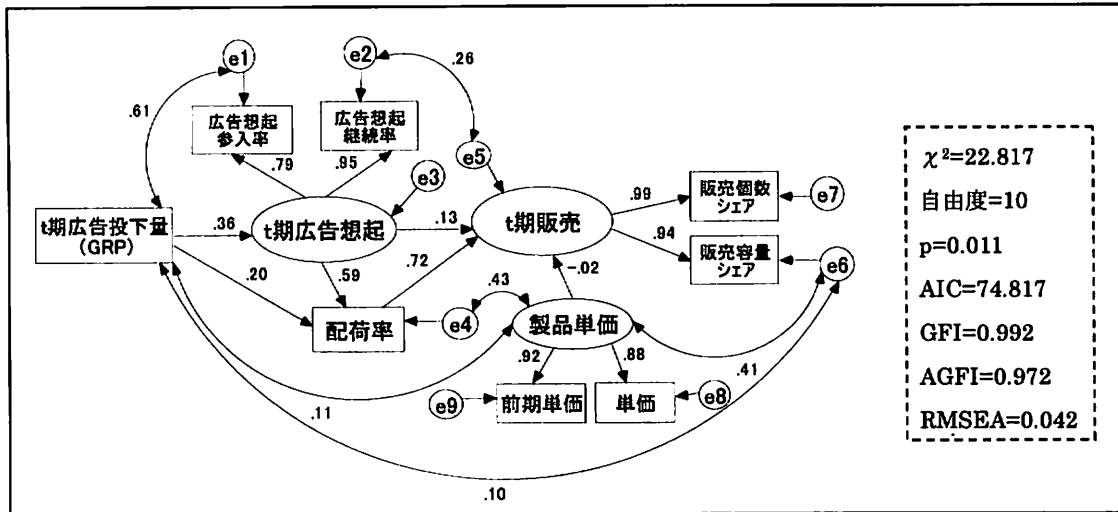 e1
e2
.26
.61
広告想起
参入率
広告想起
継続率
.79
.95
e3
e5
t期広告投下量
(GRP)
.36
t期広告想起
.13
t期販売
.99
販売個数
シェア
e7
.94
販売容量
シェア
e6
.20
.59
.72
-.02
配荷率
e4
.43
製品単価
.92
.88
.41
e9
前期単価
単価
e8
.11
.10
χ²=22.817
自由度=10
p=0.011
AIC=74.817
GFI=0.992
AGFI=0.972
RMSEA=0.042